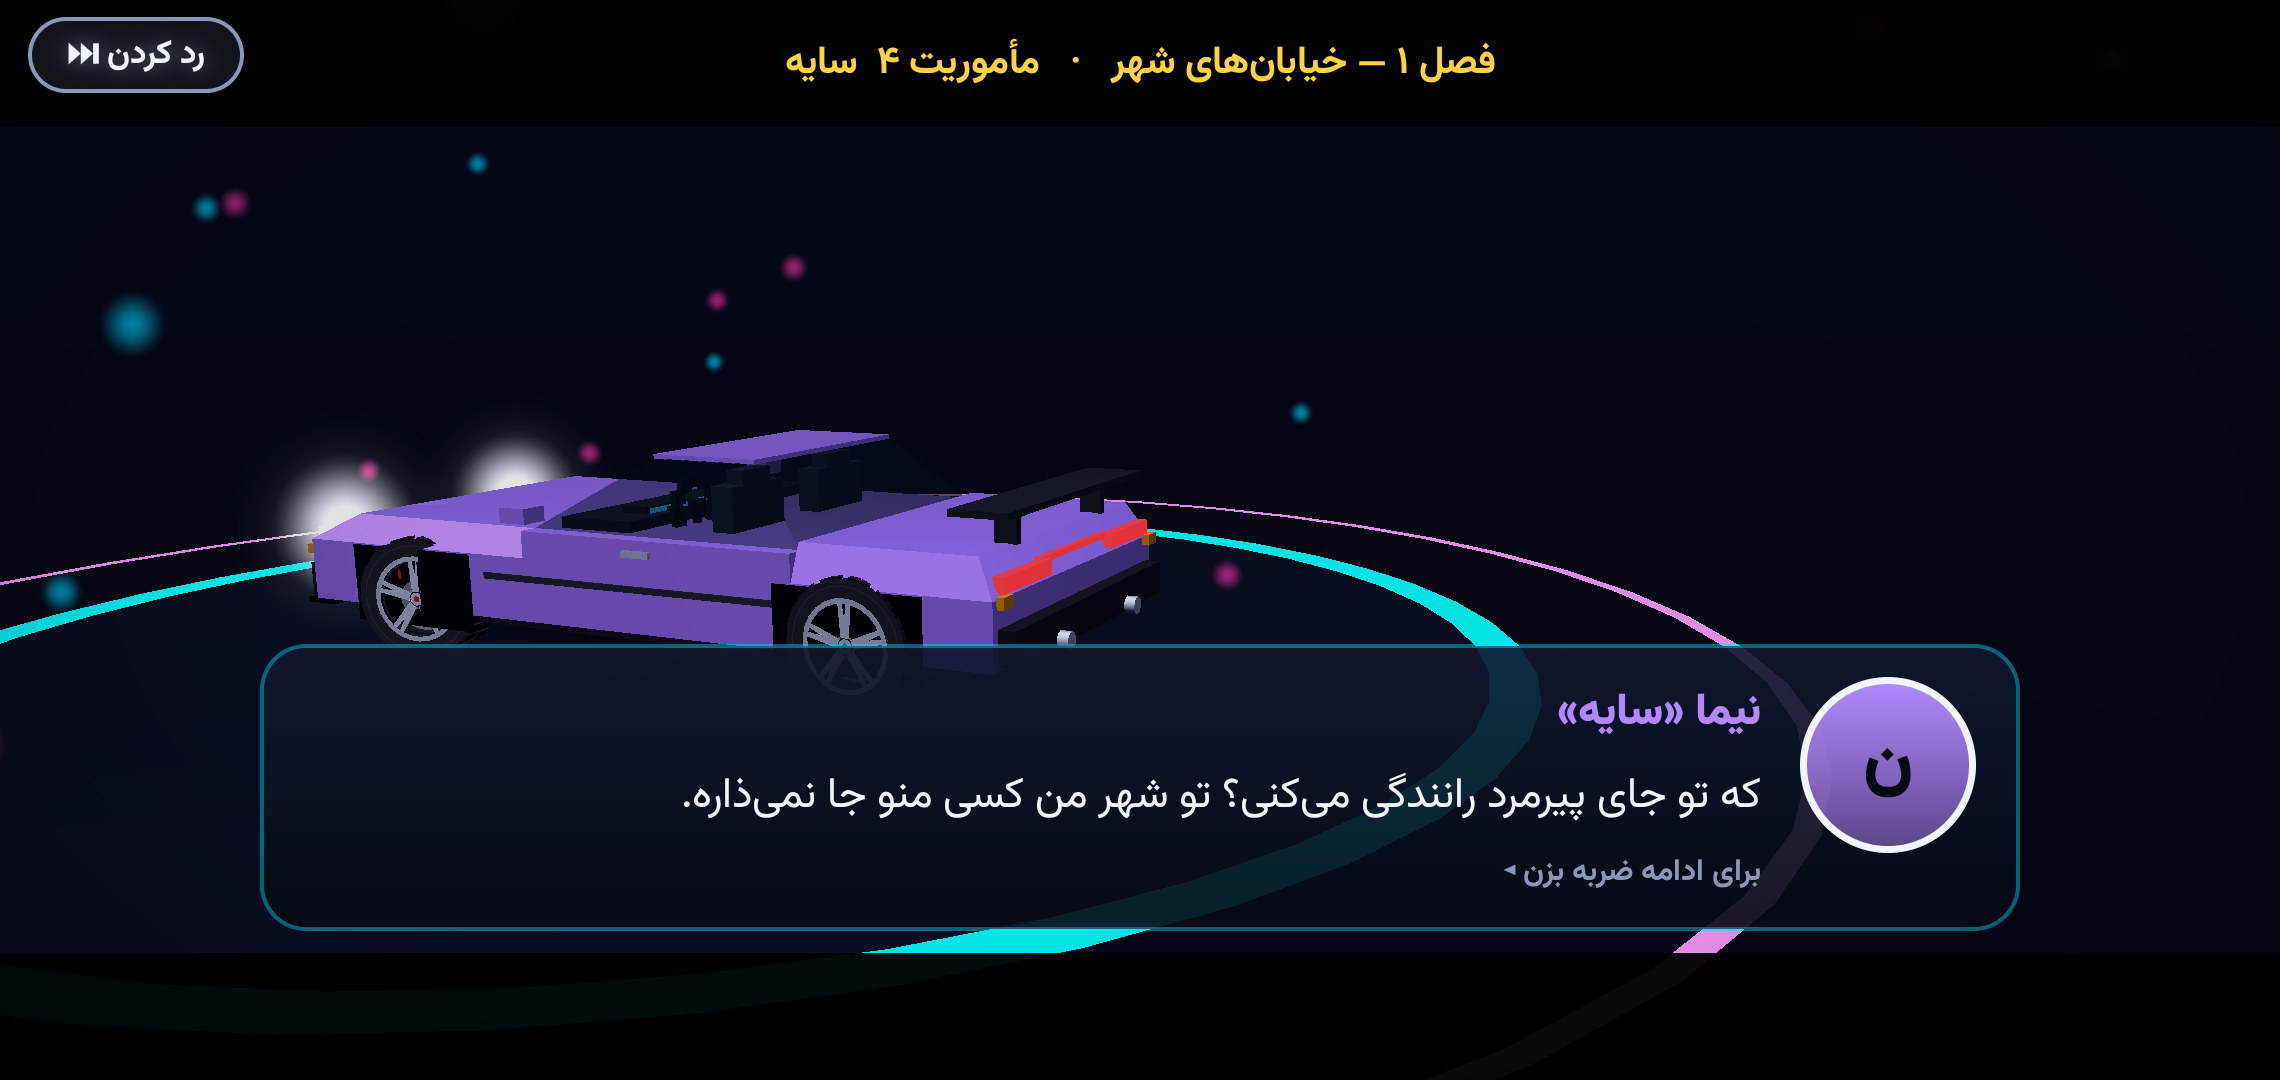 رد کردن ⏭
فصل ۱ — خیابان‌های شهر · مأموریت ۴ سایه
نیما «سایه»
ن
که تو جای پیرمرد رانندگی می‌کنی؟ تو شهر من کسی منو جا نمی‌ذاره.
برای ادامه ضربه بزن ◂